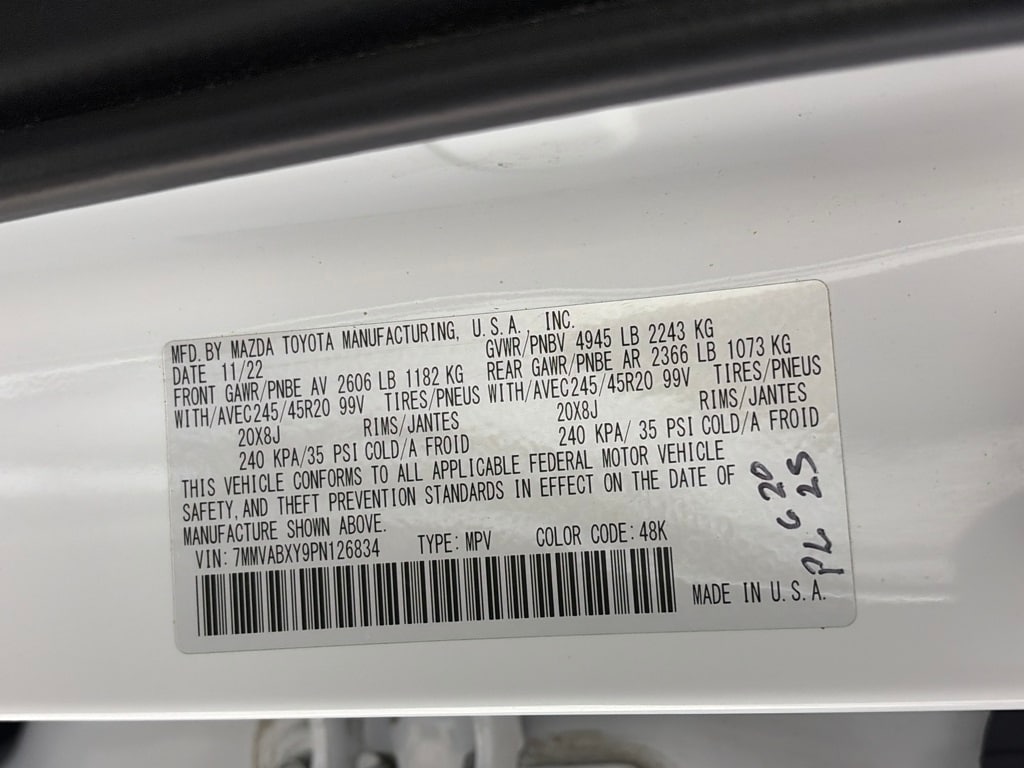 MFD. BY MAZDA TOYOTA MANUFACTURING, U.S.A., INC.
DATE 11/22 GVWR/PNBV 4945 LB 2243 KG
FRONT GAWR/PNBE AV 2606 LB 1182 KG REAR GAWR/PNBE AR 2366 LB 1073 KG
WITH/AVEC245/45R20 99V TIRES/PNEUS WITH/AVEC245/45R20 99V TIRES/PNEUS
20X8J RIMS/JANTES 20X8J RIMS/JANTES
240 KPA/35 PSI COLD/A FROID 240 KPA/ 35 PSI COLD/A FROID
THIS VEHICLE CONFORMS TO ALL APPLICABLE FEDERAL MOTOR VEHICLE
SAFETY, AND THEFT PREVENTION STANDARDS IN EFFECT ON THE DATE OF
MANUFACTURE SHOWN ABOVE.
VIN: 7MMVABXY9PN126834 TYPE: MPV COLOR CODE: 48K
MADE IN U.S.A.